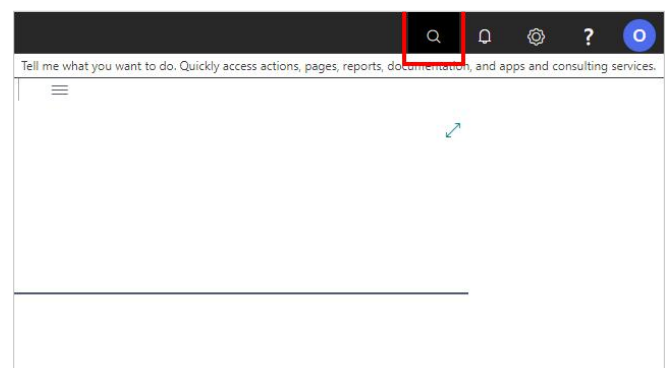 ? O
Tell me what you want to do. Quickly access actions, pages, reports, documentation, and apps and consulting services.